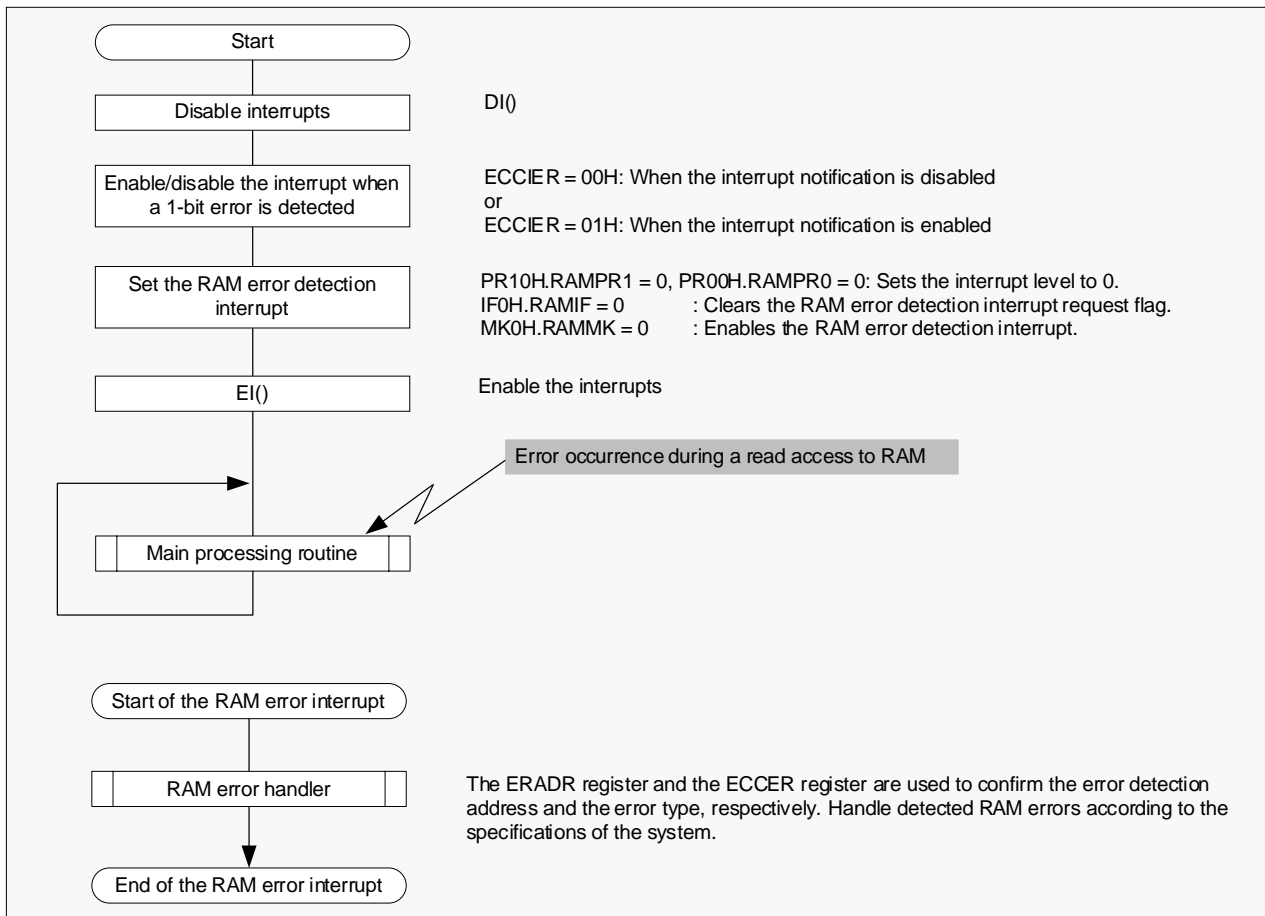 Start
Disable interrupts
DI()
Enable/disable the interrupt when
a 1-bit error is detected
ECCIER = 00H: When the interrupt notification is disabled
or
ECCIER = 01H: When the interrupt notification is enabled
Set the RAM error detection
interrupt
PR10H.RAMPR1 = 0, PR00H.RAMPR0 = 0: Sets the interrupt level to 0.
IF0H.RAMIF = 0 : Clears the RAM error detection interrupt request flag.
MK0H.RAMMK = 0 : Enables the RAM error detection interrupt.
EI()
Enable the interrupts
Error occurrence during a read access to RAM
Main processing routine
Start of the RAM error interrupt
RAM error handler
The ERADR register and the ECCER register are used to confirm the error detection
address and the error type, respectively. Handle detected RAM errors according to the
specifications of the system.
End of the RAM error interrupt